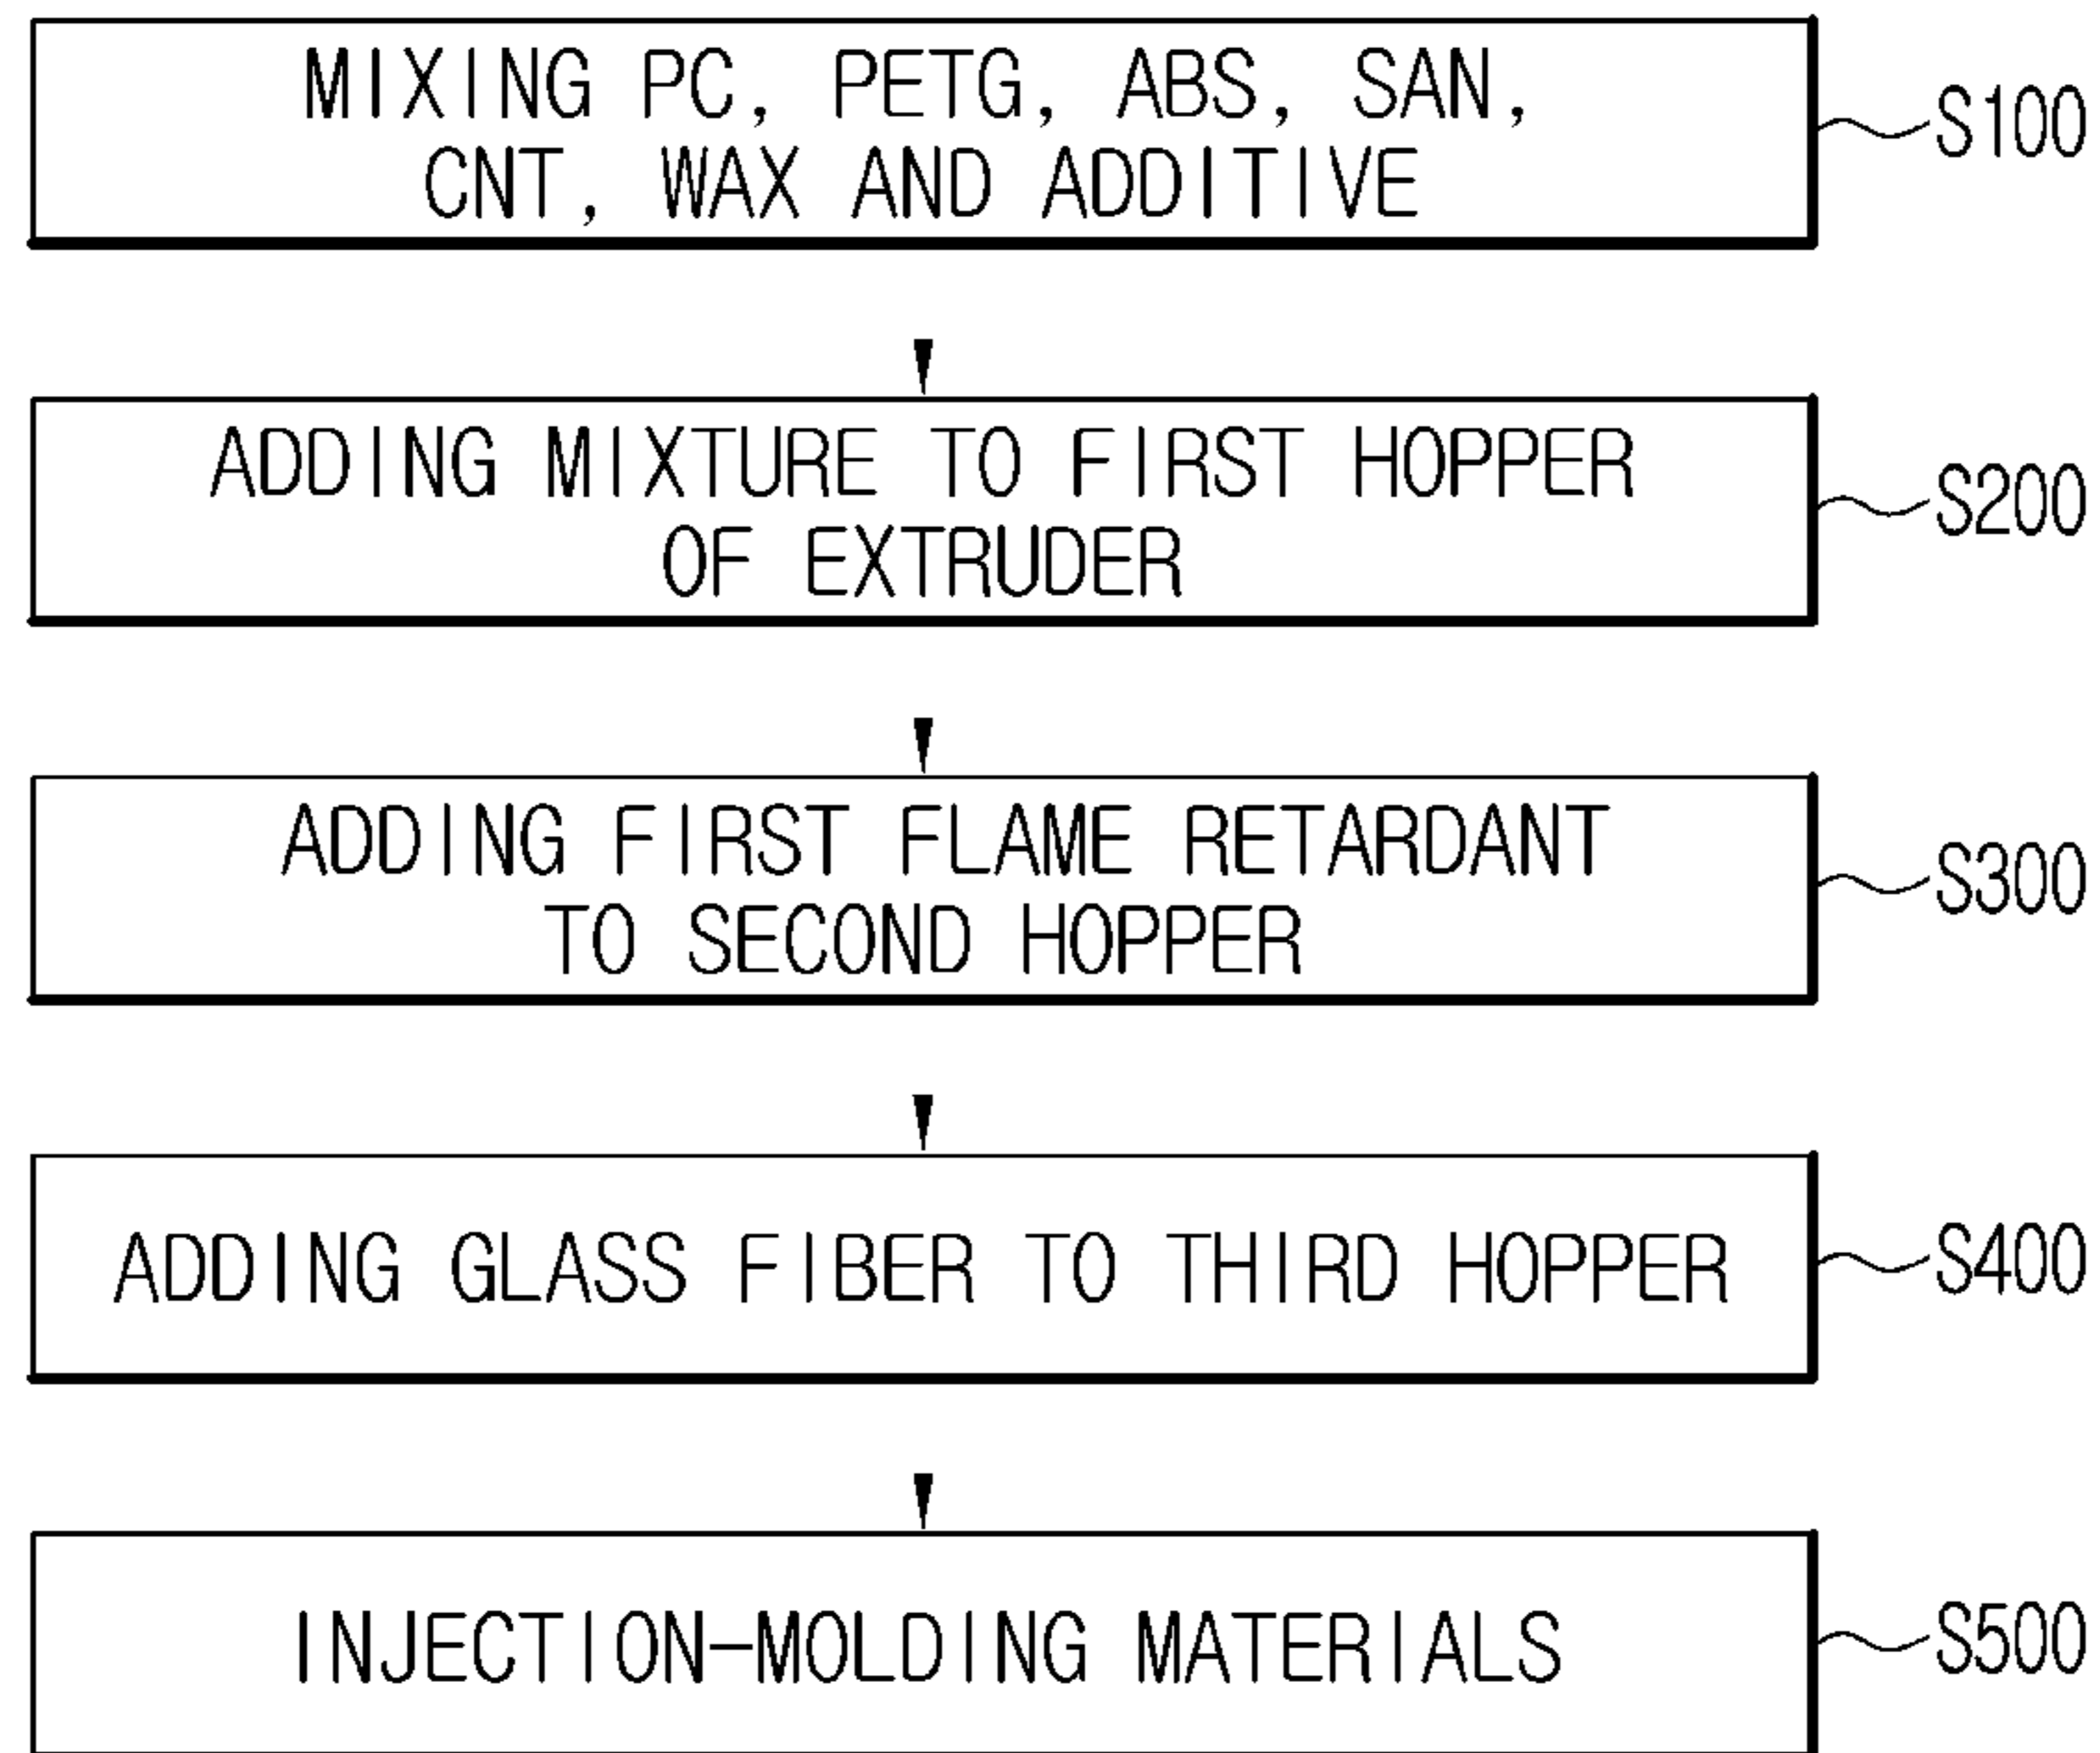 MIXING PC, PETG, ABS, SAN,
CNT, WAX AND ADDITIVE
S100
ADDING MIXTURE TO FIRST HOPPER
OF EXTRUDER
S200
ADDING FIRST FLAME RETARDANT
TO SECOND HOPPER
S300
ADDING GLASS FIBER TO THIRD HOPPER
S400
INJECTION-MOLDING MATERIALS
S500